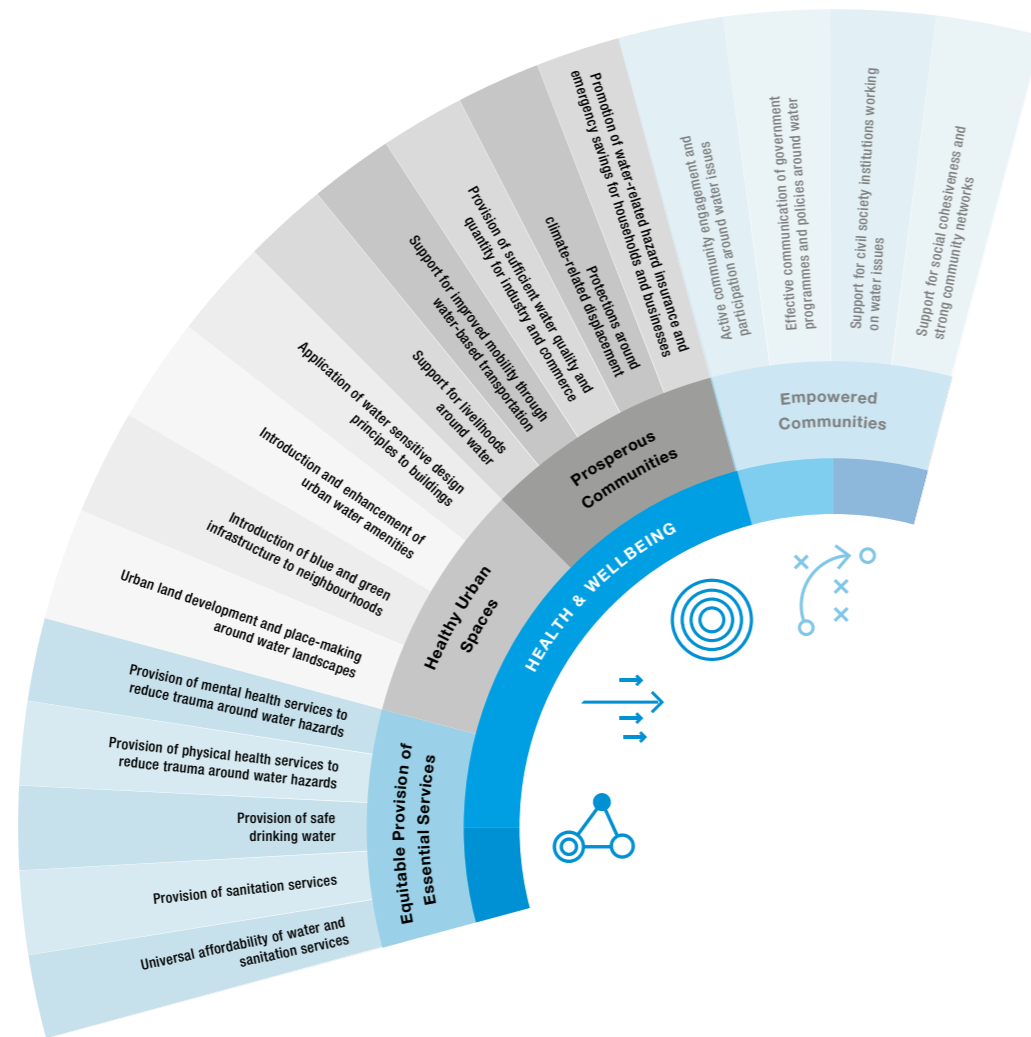 HEALTH & WELLBEING
Equitable Provision of
Essential Services
Universal affordability of water and
sanitation services
Provision of sanitation services
Provision of safe
drinking water
Provision of physical health services to
reduce trauma around water hazards
Provision of mental health services to
reduce trauma around water hazards
Healthy Urban
Spaces
Urban land development and place-making
around water landscapes
Introduction of blue and green
infrastructure to neighbourhoods
Introduction and enhancement of
urban water amenities
Application of water sensitive design
principles to buildings
Prosperous
Communities
Support for livelihoods
around water
Support for improved mobility through
water-based transportation
Provision of sufficient water quality and
quantity for industry and commerce
Protections around
climate-related displacement
Promotion of water-related hazard insurance and
emergency savings for households and businesses
Empowered
Communities
Active community engagement and
participation around water issues
Effective communication of government
programmes and policies around water
Support for civil society institutions working
on water issues
Support for social cohesiveness and
strong community networks